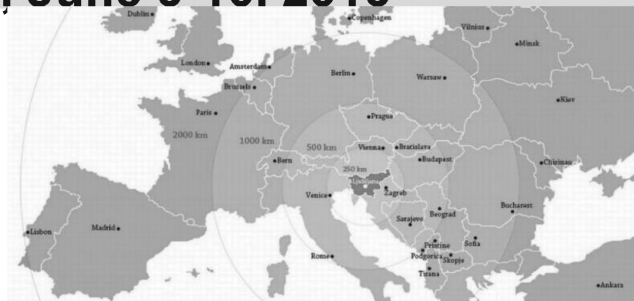 Dublin
Copenhagen
Vilnius
Minsk
London
Amsterdam
Berlin
Warsaw
Brussels
Kiev
Paris
Prague
2000 km
1000 km
500 km
Vienna
Bratislava
Budapest
Bern
Chisinau
250 km
Venice
Zagreb
Bucharest
Beograd
Sarajevo
Lisbon
Madrid
Pristine
Sofia
Rome
Podgorica
Skopje
Tirana
Ankara